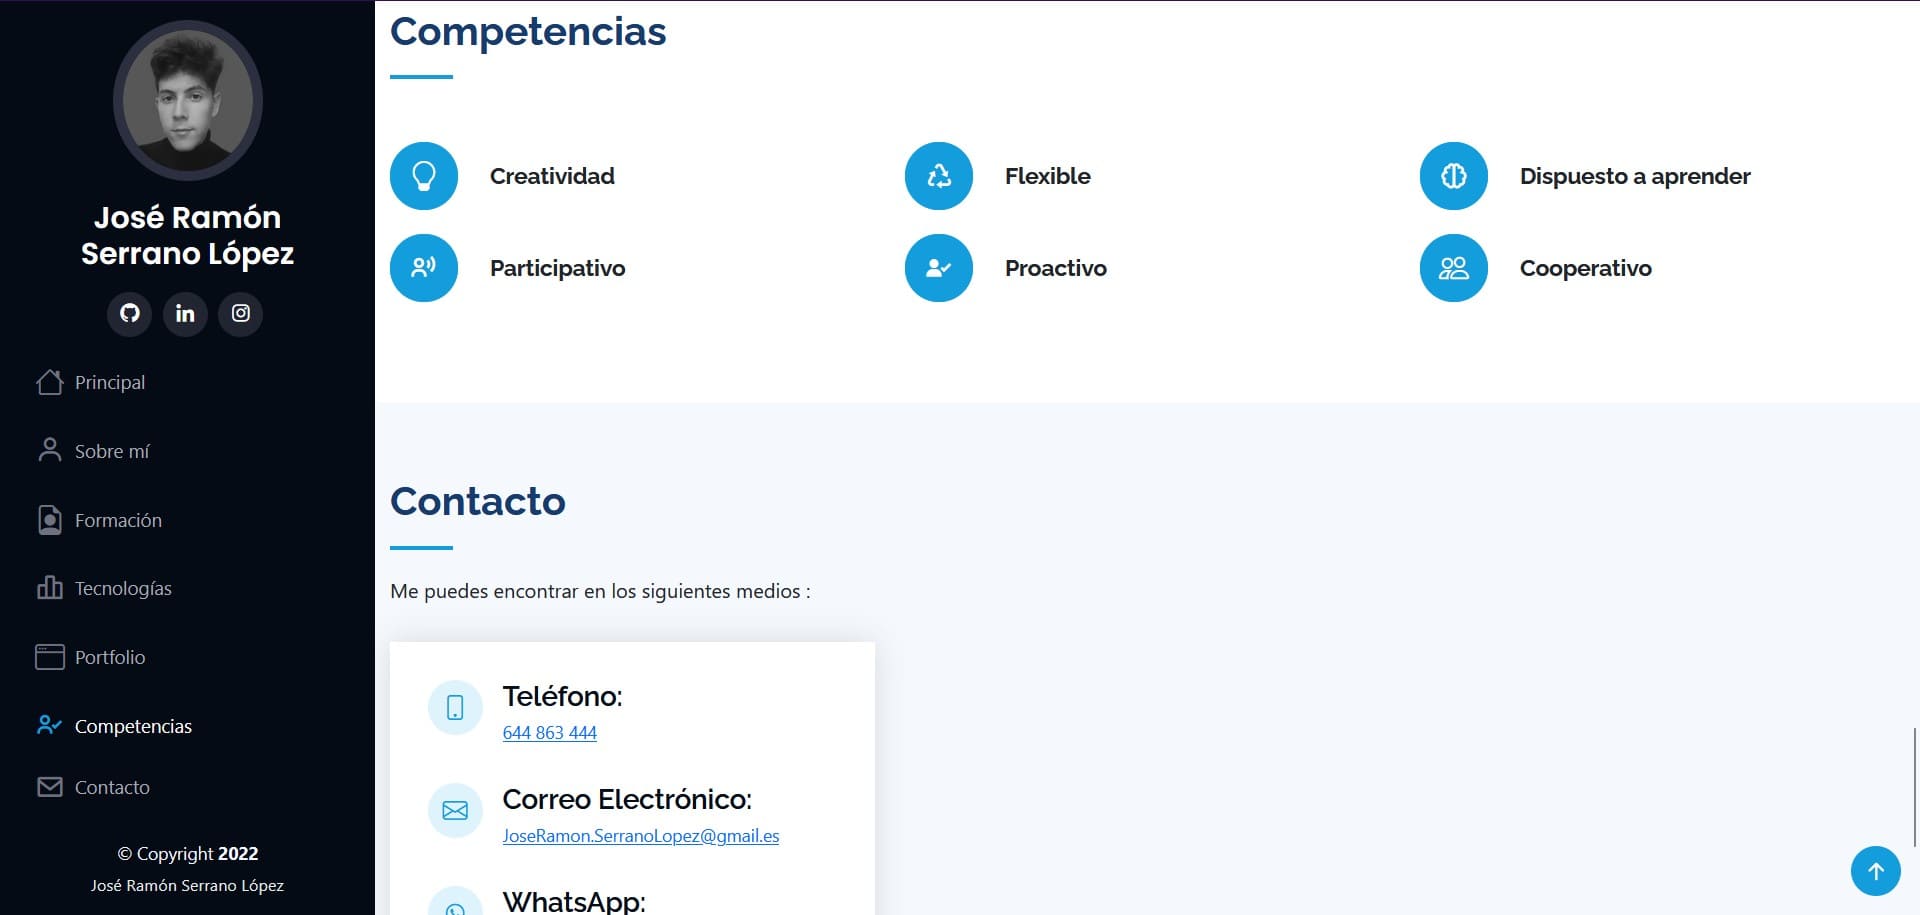 José Ramón
Serrano López
Principal
Sobre mí
Formación
Tecnologías
Portfolio
Competencias
Contacto
© Copyright 2022
José Ramón Serrano López
Competencias
Creatividad
Flexible
Dispuesto a aprender
Participativo
Proactivo
Cooperativo
Contacto
Me puedes encontrar en los siguientes medios :
Teléfono:
644 863 444
Correo Electrónico:
JoseRamon.SerranoLopez@gmail.es
WhatsApp: